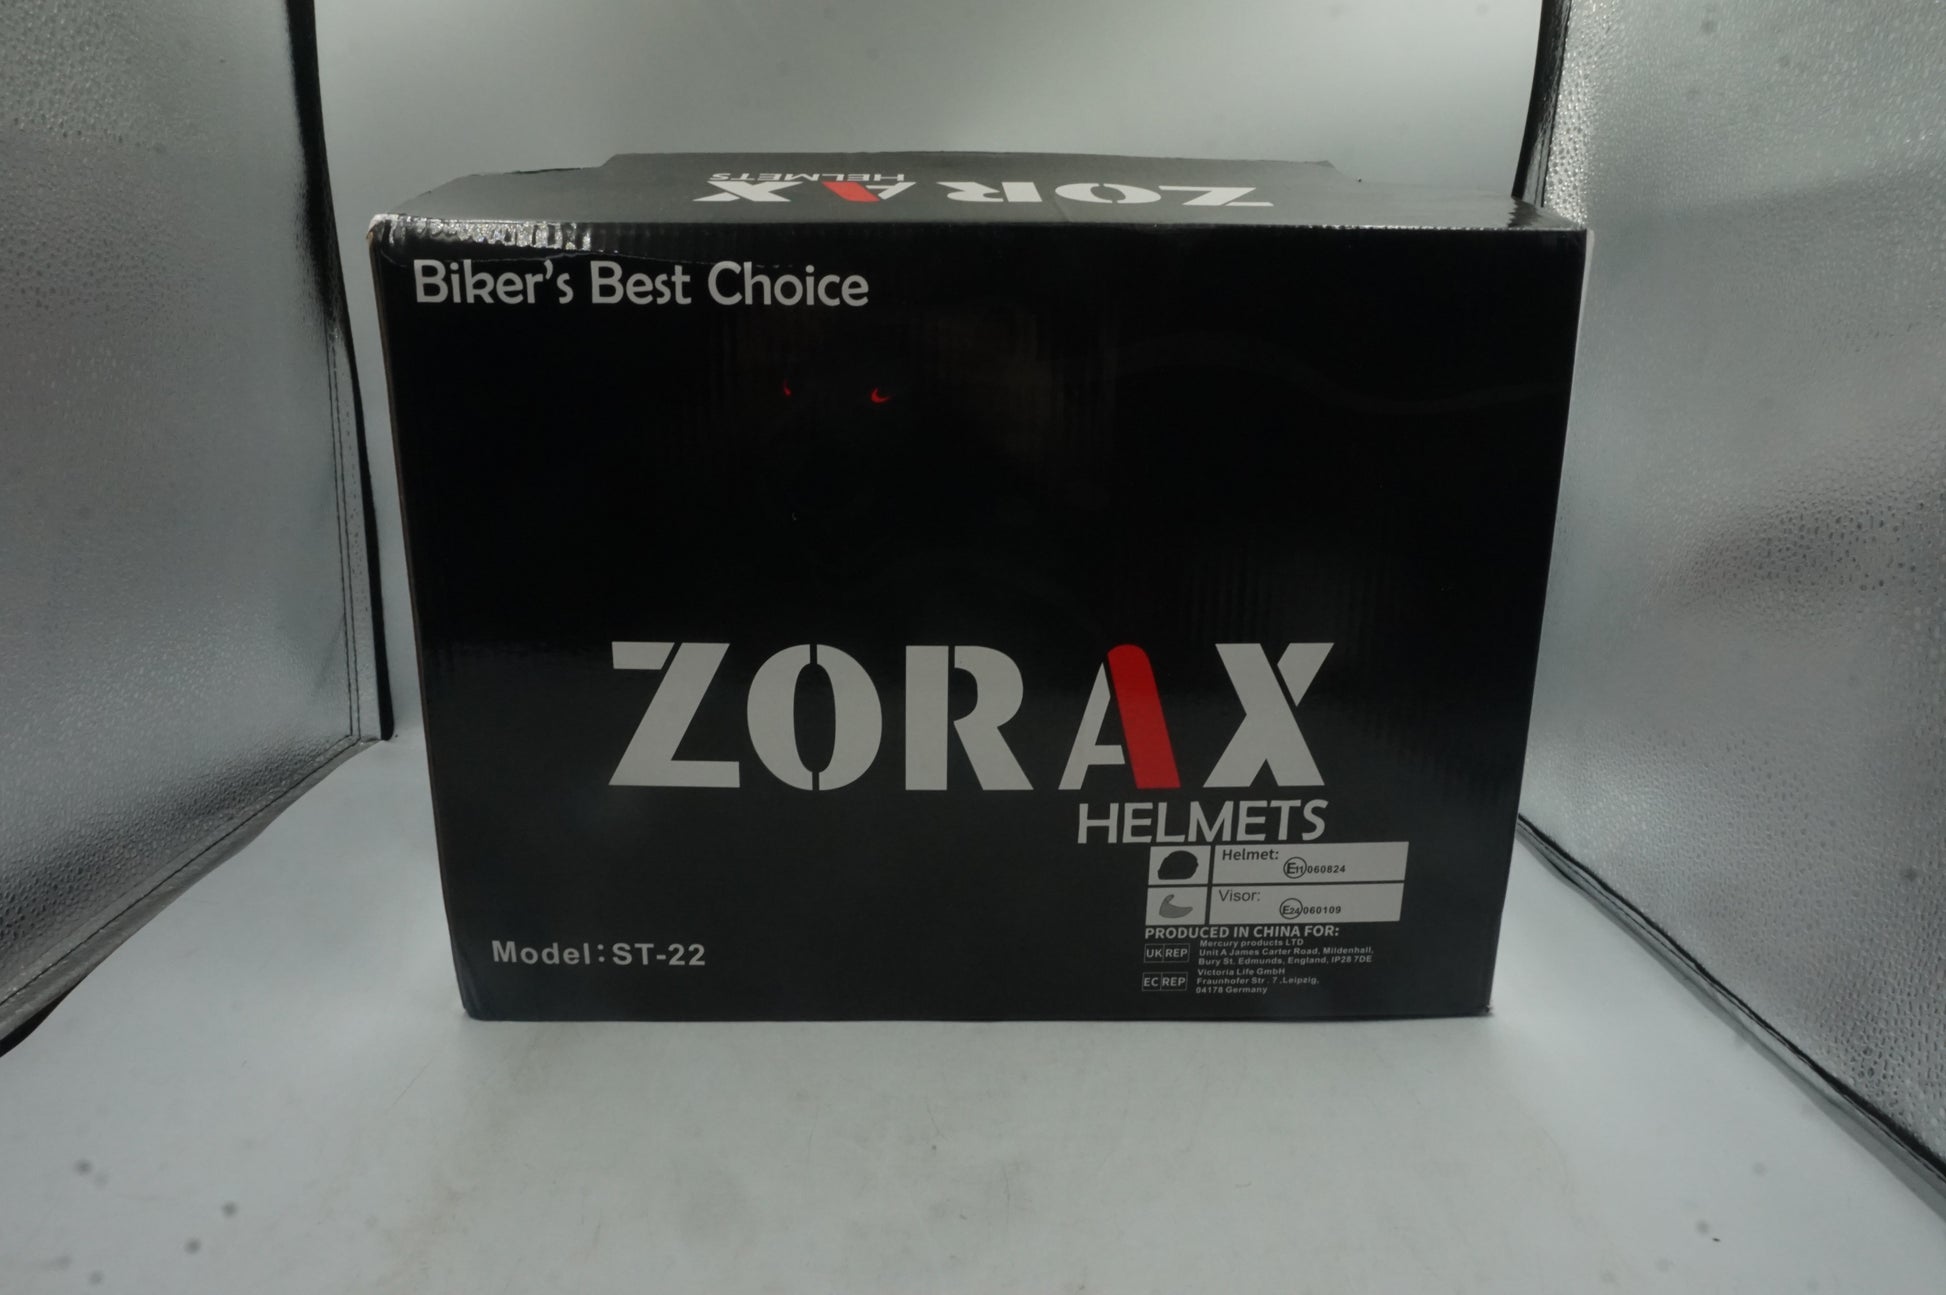 ZORAX
HELMETS
Biker's Best Choice
ZORAX
HELMETS
Helmet:
E11 060824
Visor:
E24 060109
Model: ST-22
PRODUCED IN CHINA FOR:
UK REP
Mercury products LTD
Unit A James Carter Road, Mildenhall,
Bury St. Edmunds, England, IP28 7DE
EC REP
Victoria Life GmbH
Fraunhofer Str . 7 ,Leipzig,
04178 Germany